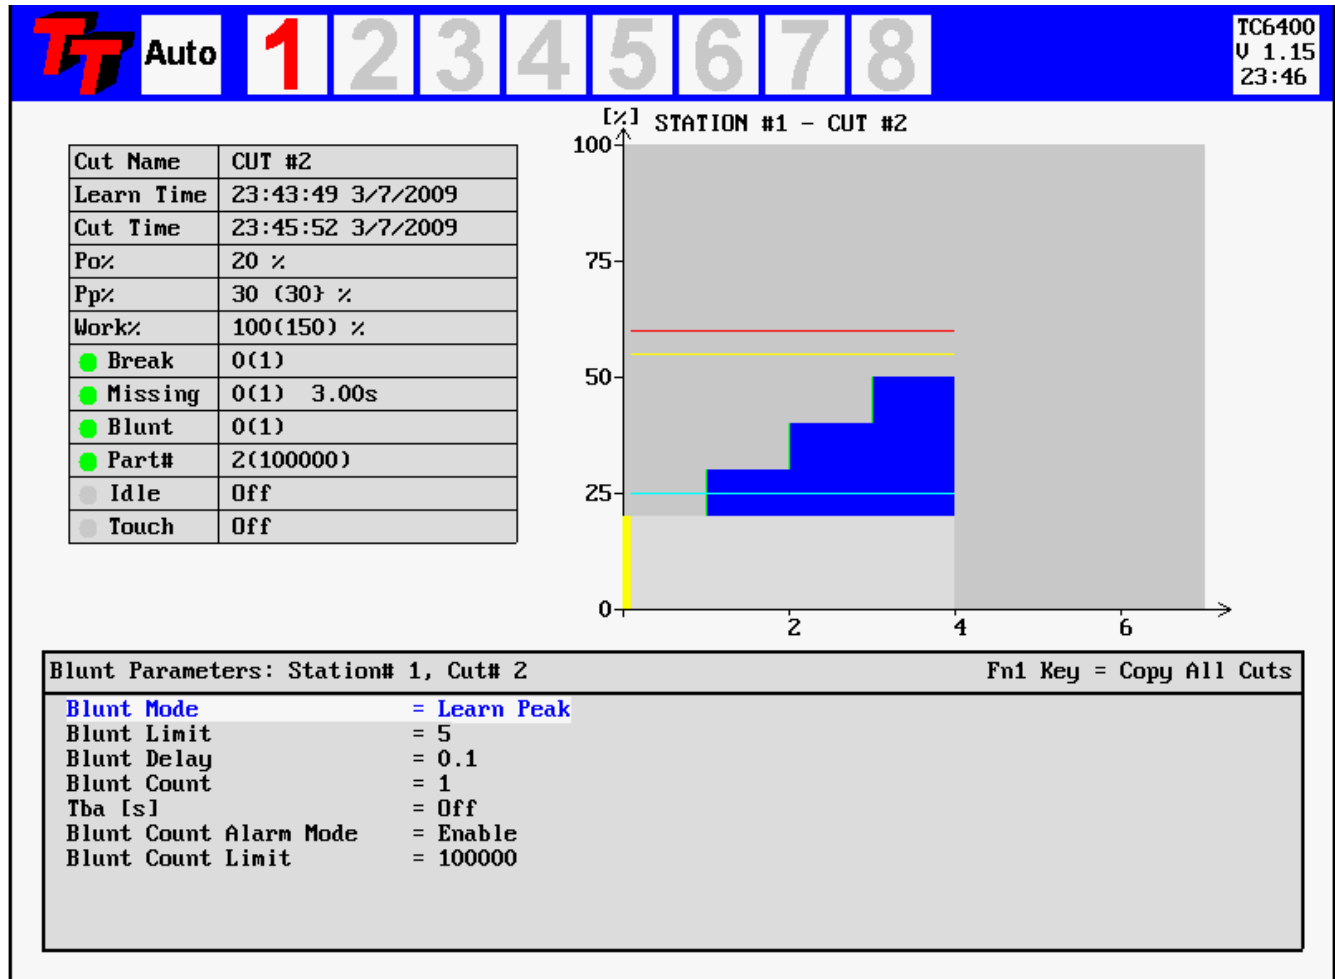 TT Auto 1 2 3 4 5 6 7 8
TC6400
V 1.15
23:46
Cut Name CUT #2
Learn Time 23:43:49 3/7/2009
Cut Time 23:45:52 3/7/2009
Po% 20 %
Pp% 30 (30} %
Work% 100(150) %
Break 0(1)
Missing 0(1) 3.00s
Blunt 0(1)
Part# 2(100000)
Idle Off
Touch Off
[%] STATION #1 - CUT #2
100
75
50
25
0
2 4 6
Blunt Parameters: Station# 1, Cut# 2 Fn1 Key = Copy All Cuts
Blunt Mode = Learn Peak
Blunt Limit = 5
Blunt Delay = 0.1
Blunt Count = 1
Tba [s] = Off
Blunt Count Alarm Mode = Enable
Blunt Count Limit = 100000